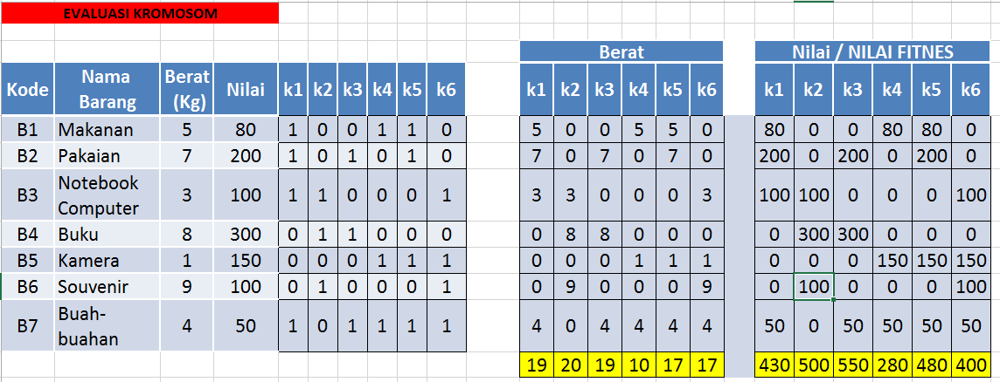 EVALUASI KROMOSOM
Berat Nilai / NILAI FITNES
Kode Nama Barang Berat (Kg) Nilai k1 k2 k3 k4 k5 k6 k1 k2 k3 k4 k5 k6 k1 k2 k3 k4 k5 k6
B1 Makanan 5 80 1 0 0 1 1 0 5 0 0 5 5 0 80 0 0 80 80 0
B2 Pakaian 7 200 1 0 1 0 1 0 7 0 7 0 7 0 200 0 200 0 200 0
B3 Notebook Computer 3 100 1 1 0 0 0 1 3 3 0 0 0 3 100 100 0 0 0 100
B4 Buku 8 300 0 1 1 0 0 0 0 8 8 0 0 0 0 300 300 0 0 0
B5 Kamera 1 150 0 0 0 1 1 1 0 0 0 1 1 1 0 0 0 150 150 150
B6 Souvenir 9 100 0 1 0 0 0 1 0 9 0 0 0 9 0 100 0 0 0 100
B7 Buah-buahan 4 50 1 0 1 1 1 1 4 0 4 4 4 4 50 0 50 50 50 50
19 20 19 10 17 17 430 500 550 280 480 400